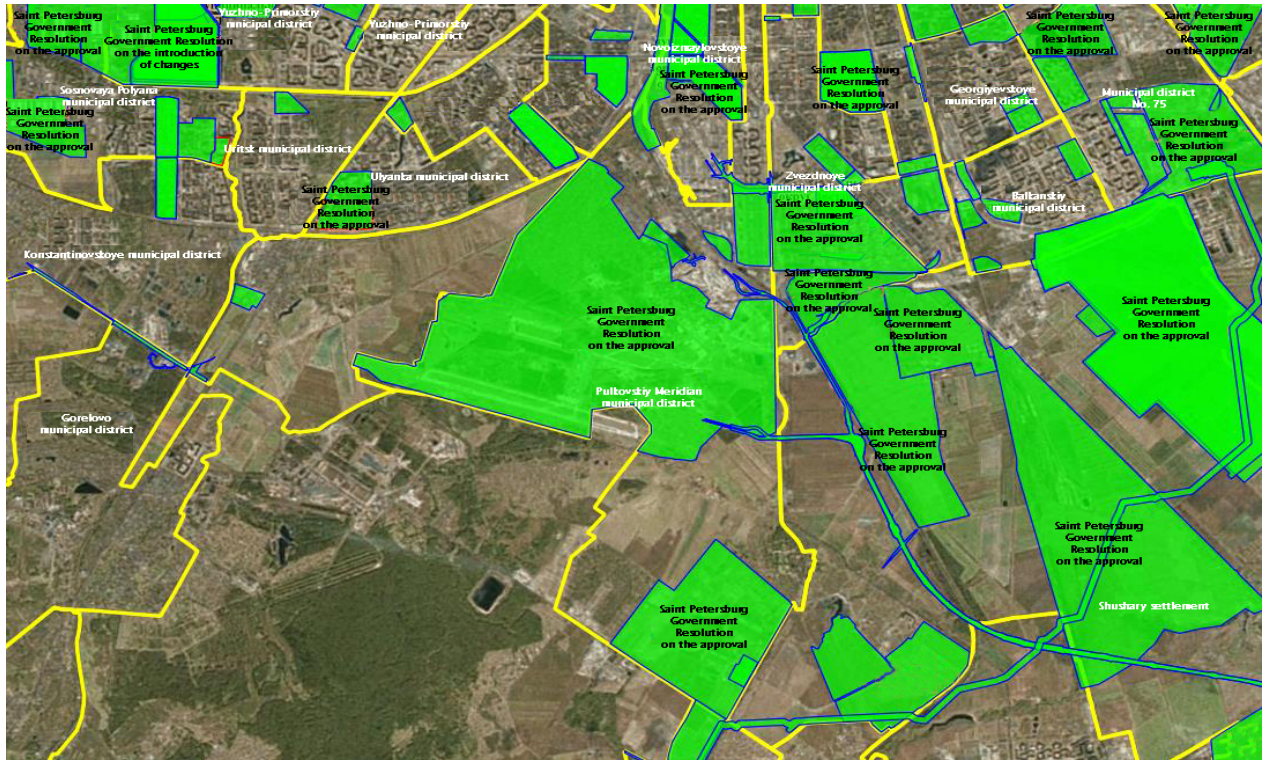 Saint Petersburg
Government
Resolution
on the approval
Saint Petersburg
Government Resolution
on the introduction
of changes
Yuzhno-Primorskiy
municipal district
Yuzhno-Primorskiy
municipal district
Novoizmaylovskoye
municipal district
Saint Petersburg
Government
Resolution
on the approval
Saint Petersburg
Government
Resolution
on the approval
Saint Petersburg
Government
Resolution
on the approval
Saint Petersburg
Government
Resolution
on the approval
Sosnovaya Polyana
municipal district
Georgiyevstoye
municipal district
Municipal district
No. 75
Saint Petersburg
Government
Resolution
on the approval
Saint Petersburg
Government
Resolution
on the approval
Uritsk municipal district
Ulyanka municipal district
Saint Petersburg
Government
Resolution
on the approval
Zvezdnoye
municipal district
Saint Petersburg
Government
Resolution
on the approval
Balkanskiy
municipal district
Konstantinovstoye municipal district
Saint Petersburg
Government
Resolution
on the approval
Saint Petersburg
Government
Resolution
on the approval
Saint Petersburg
Government
Resolution
on the approval
Saint Petersburg
Government
Resolution
on the approval
Pulkovskiy Meridian
municipal district
Gorelovo
municipal district
Saint Petersburg
Government
Resolution
on the approval
Saint Petersburg
Government
Resolution
on the approval
Saint Petersburg
Government
Resolution
on the approval
Shushary settlement